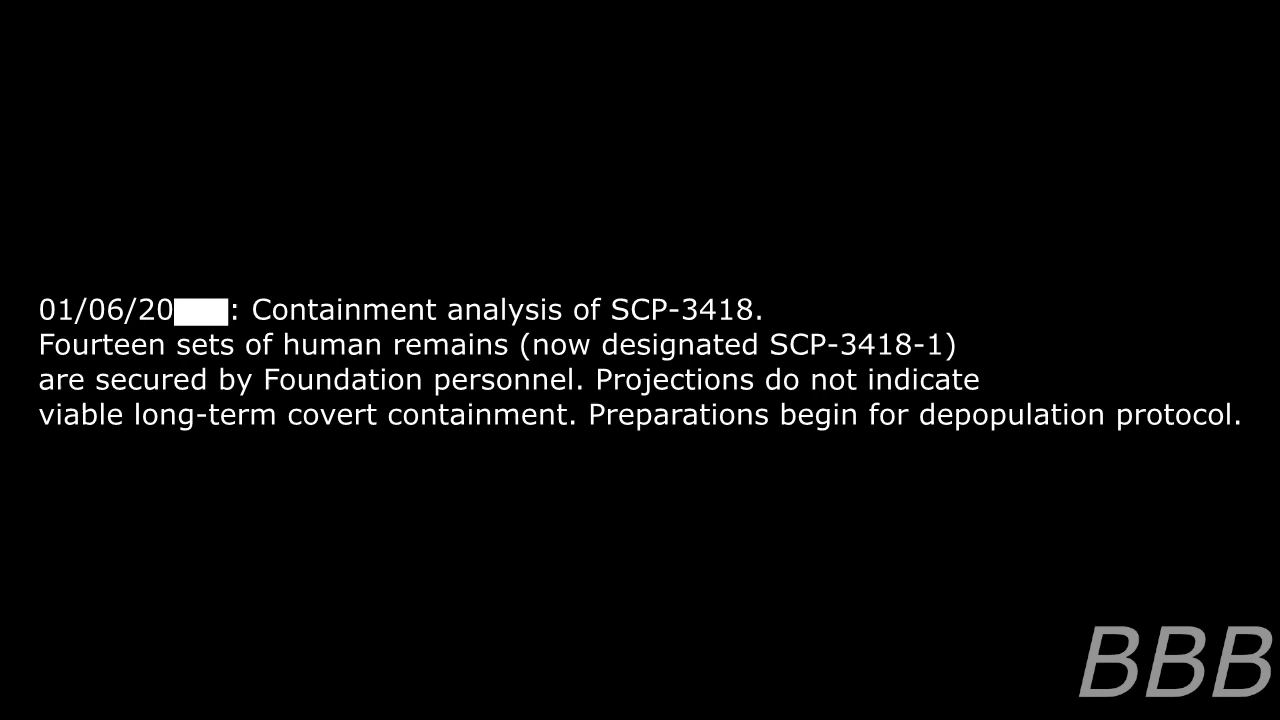 01/06/20 : Containment analysis of SCP-3418.
Fourteen sets of human remains (now designated SCP-3418-1)
are secured by Foundation personnel. Projections do not indicate
viable long-term covert containment. Preparations begin for depopulation protocol.
BBB